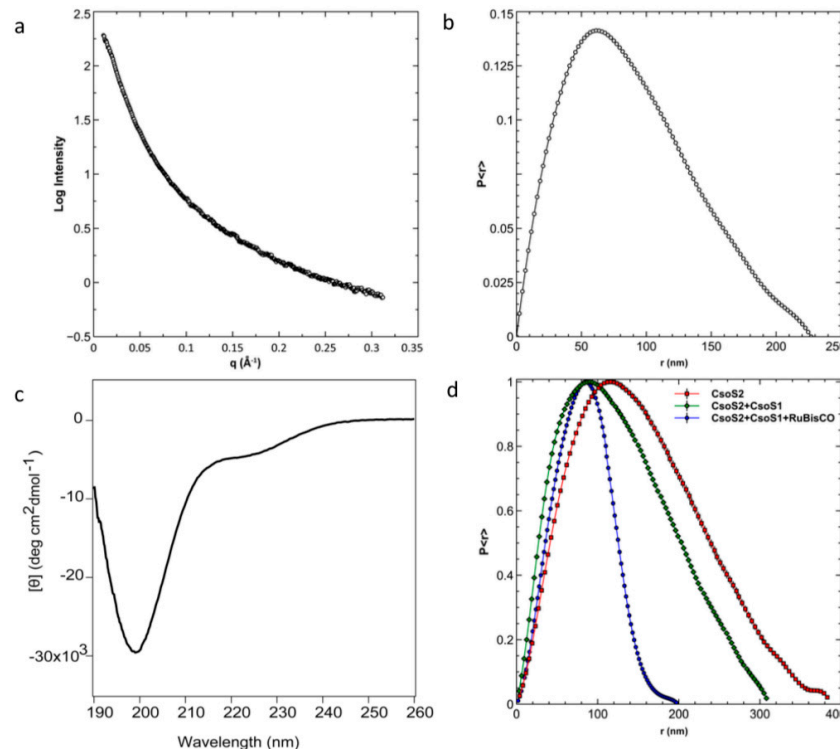 a
2.5
2
1.5
1
0.5
0
−0.5
Log Intensity
0 0.05 0.1 0.15 0.2 0.25 0.3 0.35
q (Å⁻¹)
b
0.15
0.125
0.1
0.075
0.05
0.025
0
P<r>
0 50 100 150 200 250
r (nm)
c
0
-10
-20
-30x10³
[θ] (deg cm²dmol⁻¹)
190 200 210 220 230 240 250 260
Wavelength (nm)
d
1
0.8
0.6
0.4
0.2
0
P<r>
CsoS2
CsoS2+CsoS1
CsoS2+CsoS1+RuBisCO
0 100 200 300 400
r (nm)